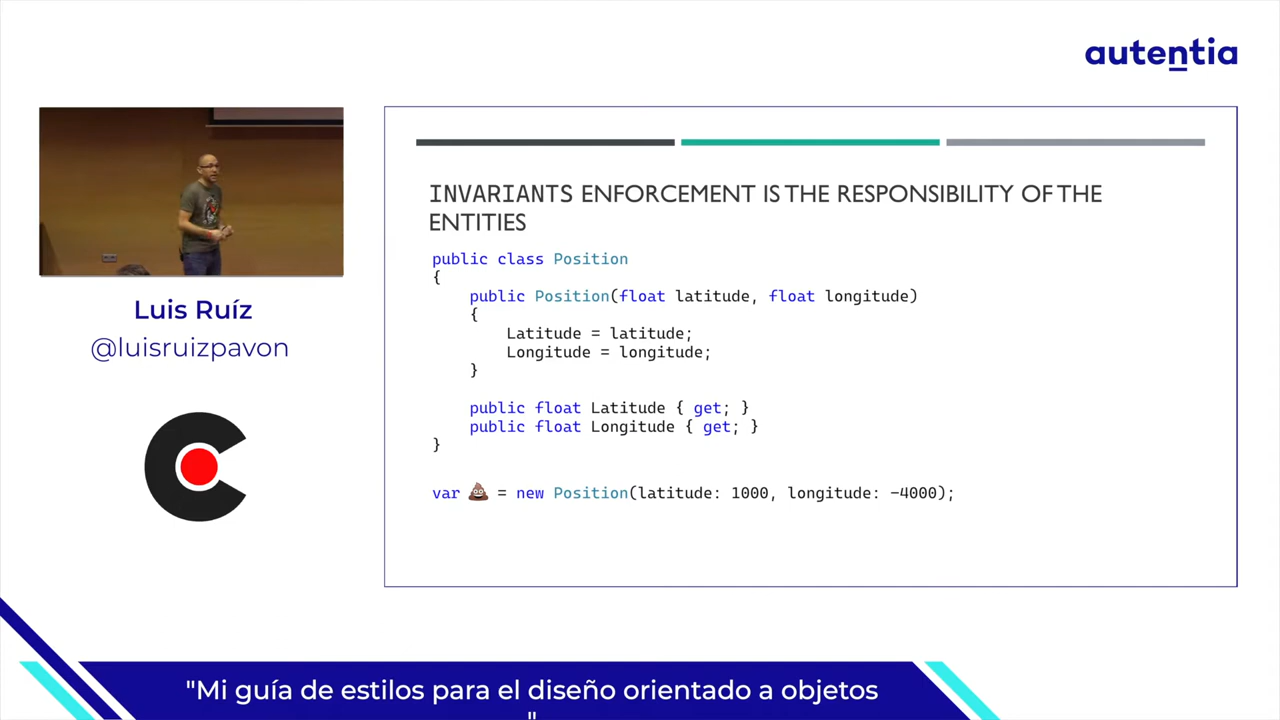 autentia
INVARIANTS ENFORCEMENT IS THE RESPONSIBILITY OF THE
ENTITIES
public class Position
{
public Position(float latitude, float longitude)
{
Latitude = latitude;
Longitude = longitude;
}
public float Latitude { get; }
public float Longitude { get; }
}
var 💩 = new Position(latitude: 1000, longitude: -4000);
Luis Ruíz
@luisruizpavon
"Mi guía de estilos para el diseño orientado a objetos
"